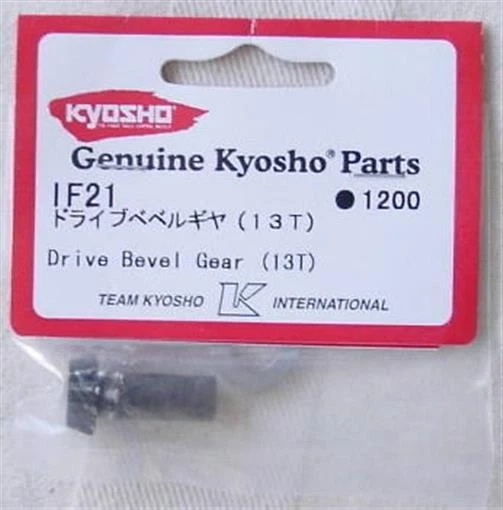 KYOSHO
Genuine Kyosho® Parts
IF21
●1200
ドライブベベルギヤ(13T)
Drive Bevel Gear (13T)
TEAM KYOSHO K INTERNATIONAL